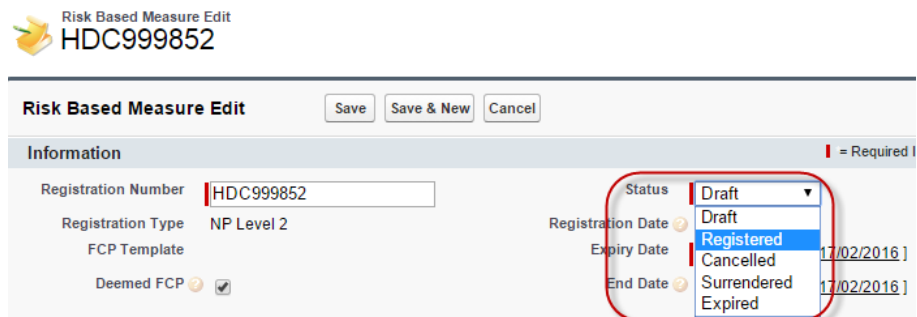 Risk Based Measure Edit
HDC999852
Risk Based Measure Edit Save Save & New Cancel
Information = Required I
Registration Number HDC999852 Status Draft
Registration Type NP Level 2 Registration Date Draft
Registered
FCP Template Expiry Date Cancelled 17/02/2016 ]
Deemed FCP End Date Surrendered 17/02/2016 ]
Expired